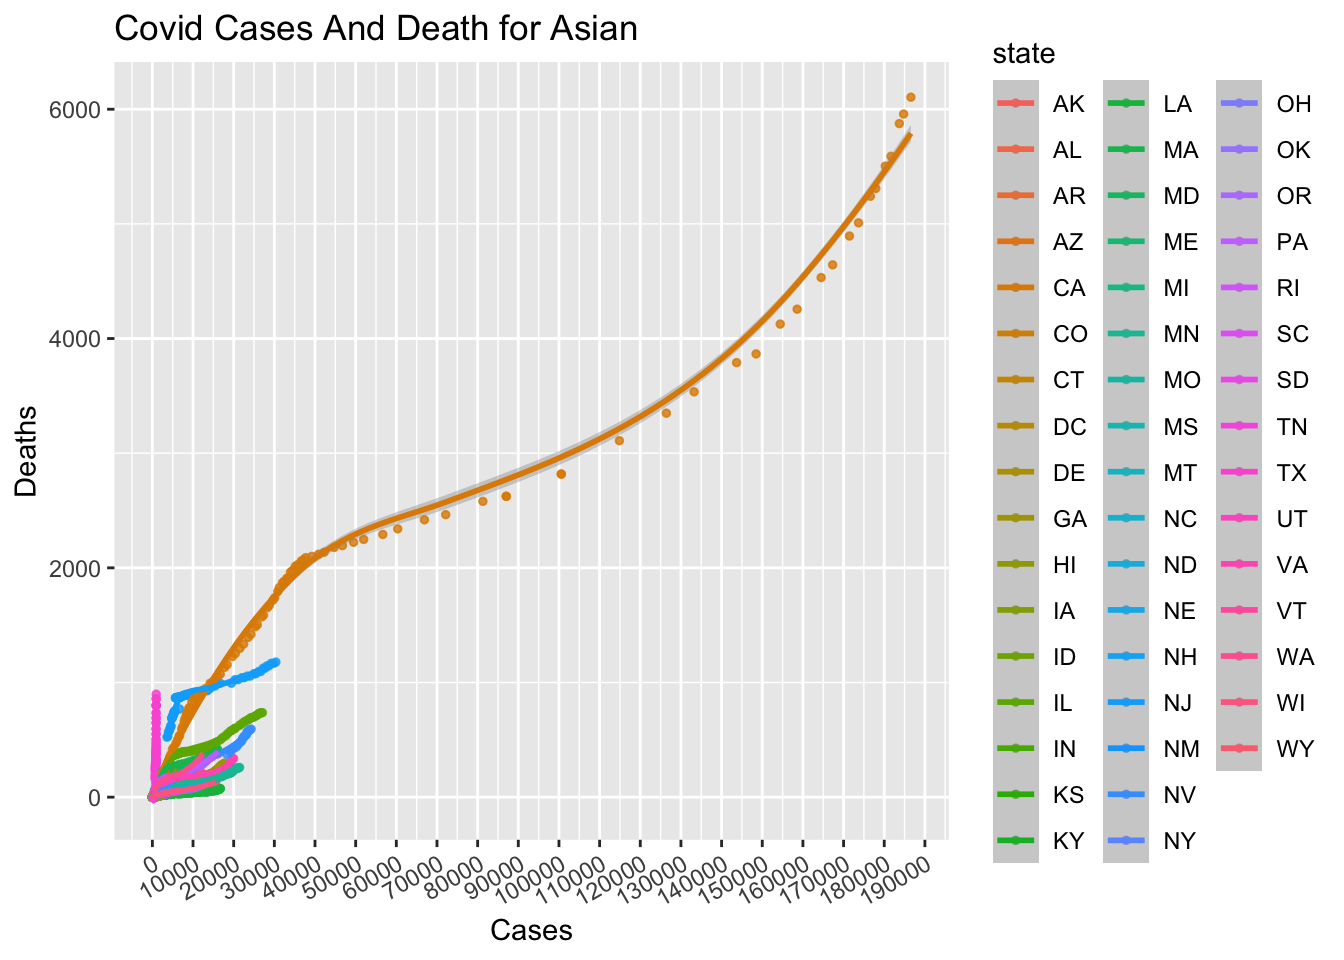 Covid Cases And Death for Asian
Deaths
6000
4000
2000
0
0
10000
20000
30000
40000
50000
60000
70000
80000
90000
100000
110000
120000
130000
140000
150000
160000
170000
180000
190000
Cases
state
AK
AL
AR
AZ
CA
CO
CT
DC
DE
GA
HI
IA
ID
IL
IN
KS
KY
LA
MA
MD
ME
MI
MN
MO
MS
MT
NC
ND
NE
NH
NJ
NM
NV
NY
OH
OK
OR
PA
RI
SC
SD
TN
TX
UT
VA
VT
WA
WI
WY